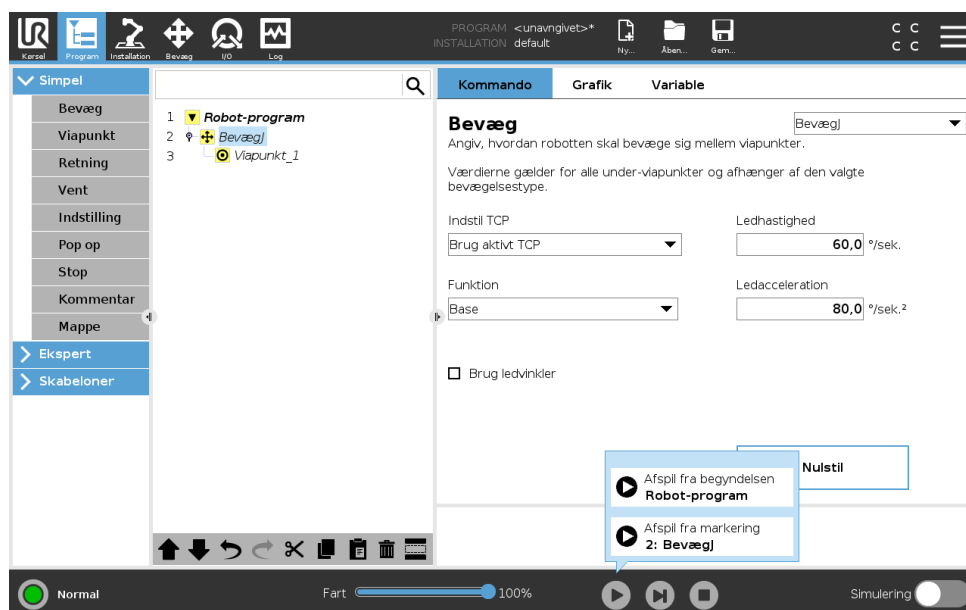 UR
Kørsel
Program
Installation
Bevæg
I/O
Log
PROGRAM <unavngivet>*
INSTALLATION default
Ny...
Åben...
Gem...
C C
C C
Simpel
Bevæg
Viapunkt
Retning
Vent
Indstilling
Pop op
Stop
Kommentar
Mappe
Ekspert
Skabeloner
1 Robot-program
2 BevægJ
3 Viapunkt_1
Kommando
Grafik
Variable
Bevæg
BevægJ
Angiv, hvordan robotten skal bevæge sig mellem viapunkter.
Værdierne gælder for alle under-viapunkter og afhænger af den valgte
bevægelsestype.
Indstil TCP
Ledhastighed
Brug aktivt TCP
60,0 °/sek.
Funktion
Ledacceleration
Base
80,0 °/sek.²
Brug ledvinkler
Nulstil
Afspil fra begyndelsen
Robot-program
Afspil fra markering
2: BevægJ
Normal
Fart
100%
Simulering